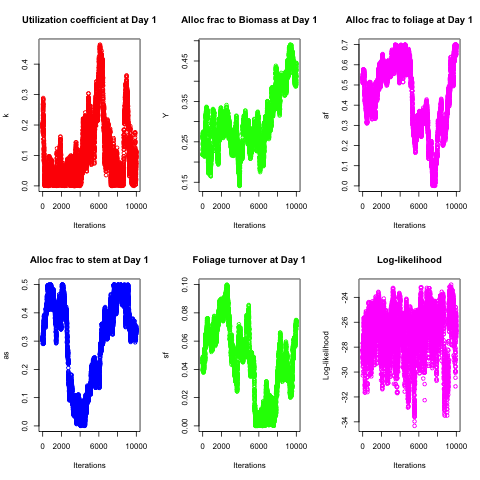 Utilization coefficient at Day 1
k
0.0 0.1 0.2 0.3 0.4
0 2000 6000 10000
Iterations
Alloc frac to Biomass at Day 1
Y
0.15 0.25 0.35 0.45
0 2000 6000 10000
Iterations
Alloc frac to foliage at Day 1
af
0.0 0.1 0.2 0.3 0.4 0.5 0.6 0.7
0 2000 6000 10000
Iterations
Alloc frac to stem at Day 1
as
0.0 0.1 0.2 0.3 0.4 0.5
0 2000 6000 10000
Iterations
Foliage turnover at Day 1
sf
0.00 0.02 0.04 0.06 0.08 0.10
0 2000 6000 10000
Iterations
Log-likelihood
Log-likelihood
-34 -32 -30 -28 -26 -24
0 2000 6000 10000
Iterations